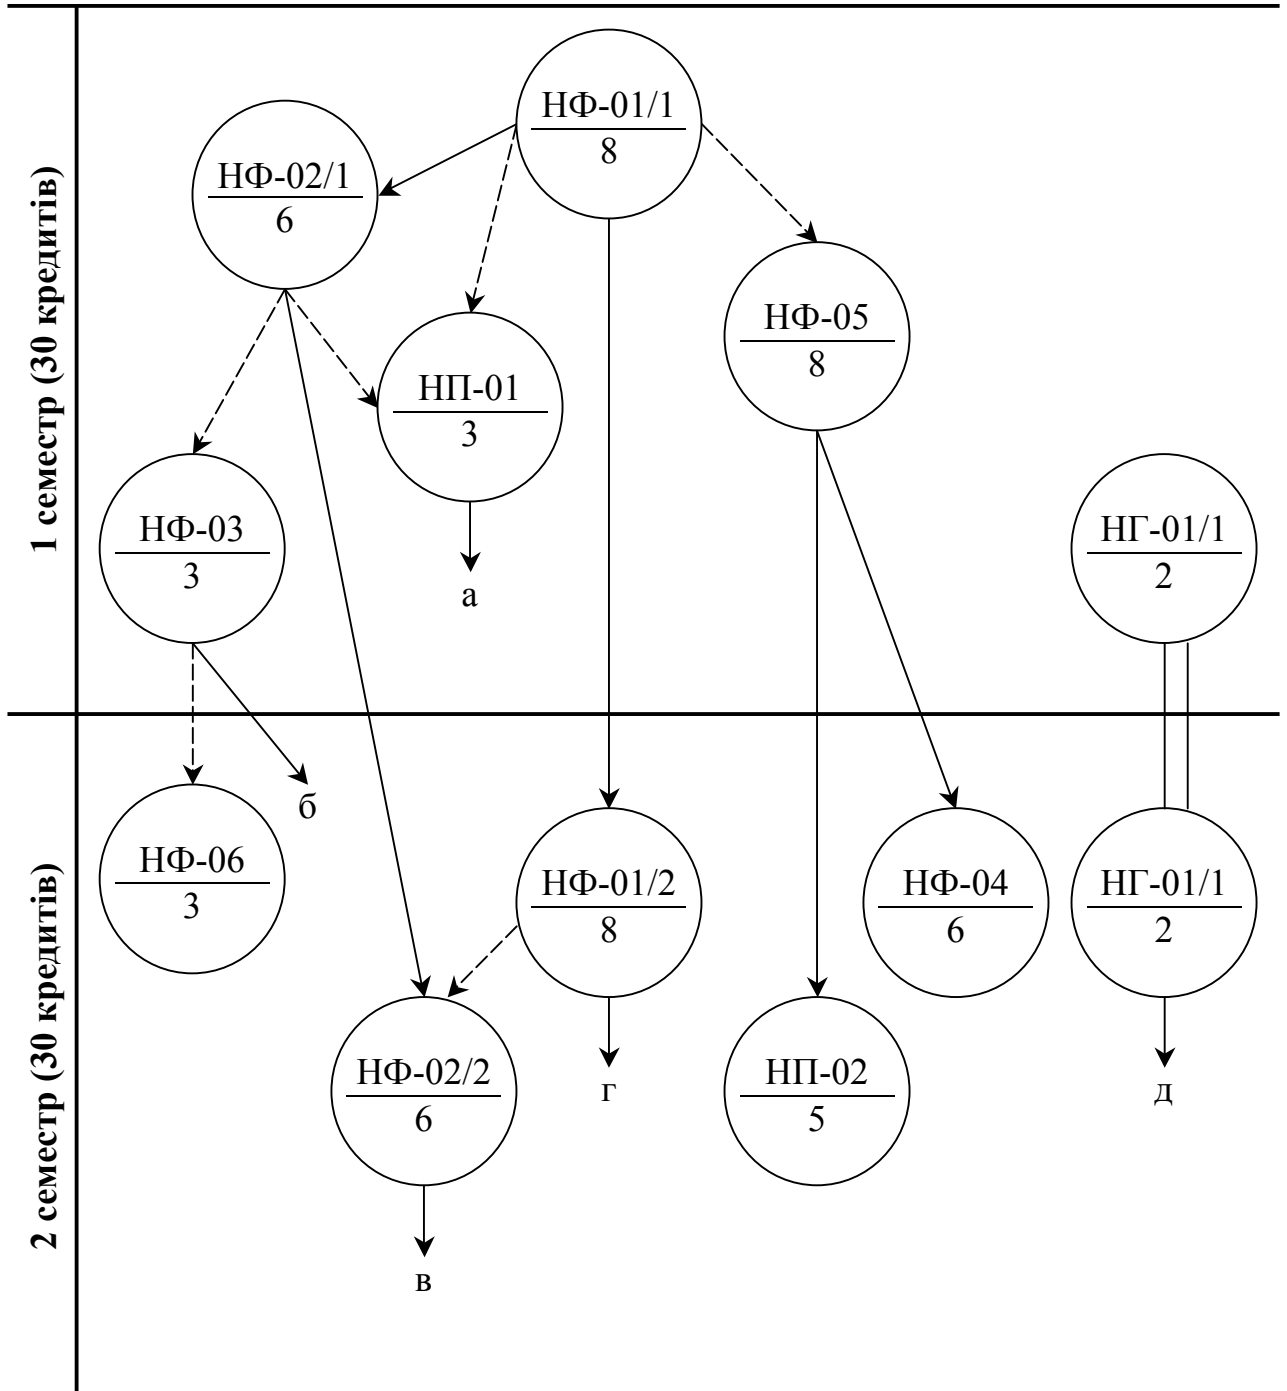 1 семестр (30 кредитів)
НФ-01/1
8
НФ-02/1
6
НФ-05
8
НП-01
3
НФ-03
3
НГ-01/1
2
а
2 семестр (30 кредитів)
б
НФ-06
3
НФ-01/2
8
НФ-04
6
НГ-01/1
2
НФ-02/2
6
НП-02
5
г
д
в